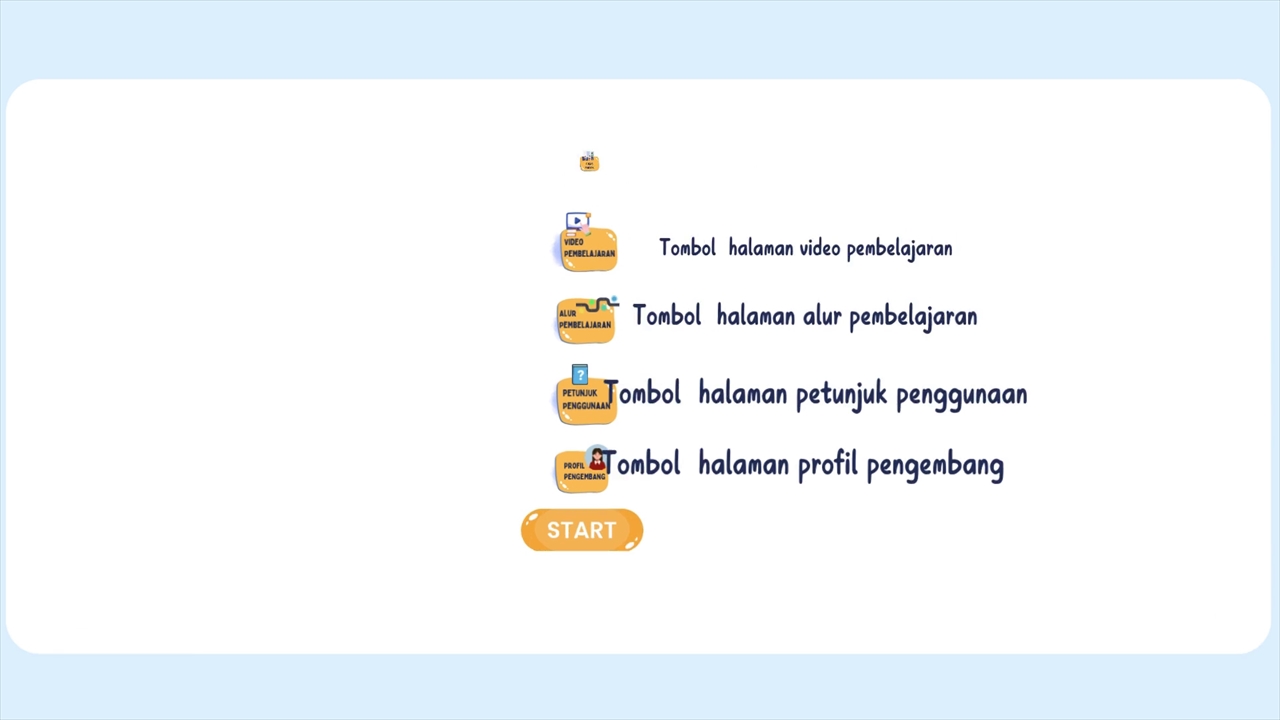 VIDEO
PEMBELAJARAN
Tombol halaman video pembelajaran
ALUR
PEMBELAJARAN
Tombol halaman alur pembelajaran
?
PETUNJUK
PENGGUNAAN
Tombol halaman petunjuk penggunaan
PROFIL
PENGEMBANG
Tombol halaman profil pengembang
START